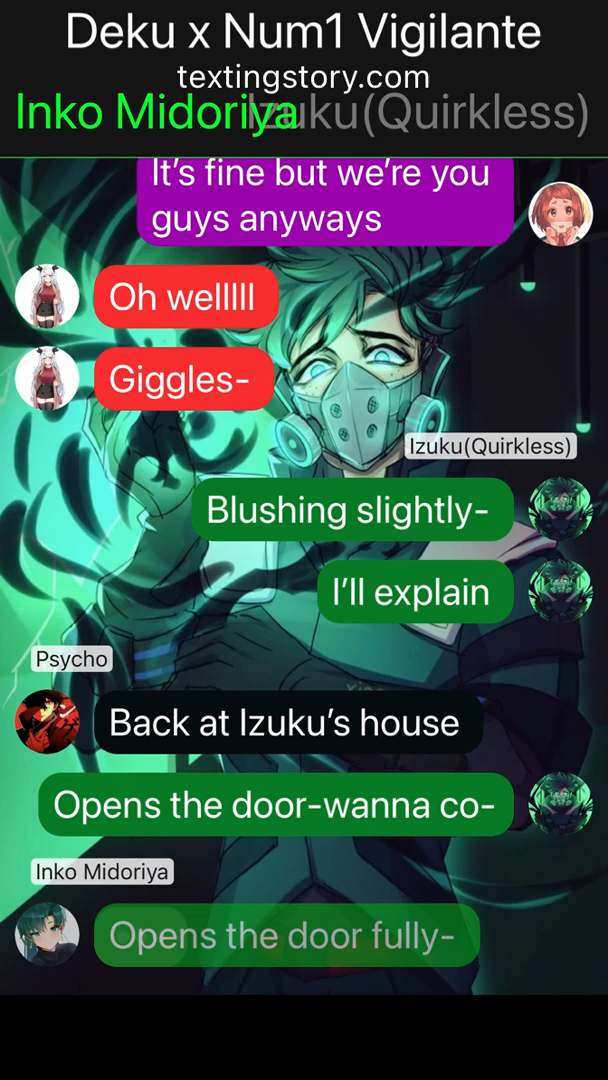 Deku x Num1 Vigilante
textingstory.com
Inko Midoriya
Izuku(Quirkless)
It’s fine but we’re you
guys anyways
Oh welllll
Giggles-
Izuku(Quirkless)
Blushing slightly-
I’ll explain
Psycho
Back at Izuku’s house
Opens the door-wanna co-
Inko Midoriya
Opens the door fully-